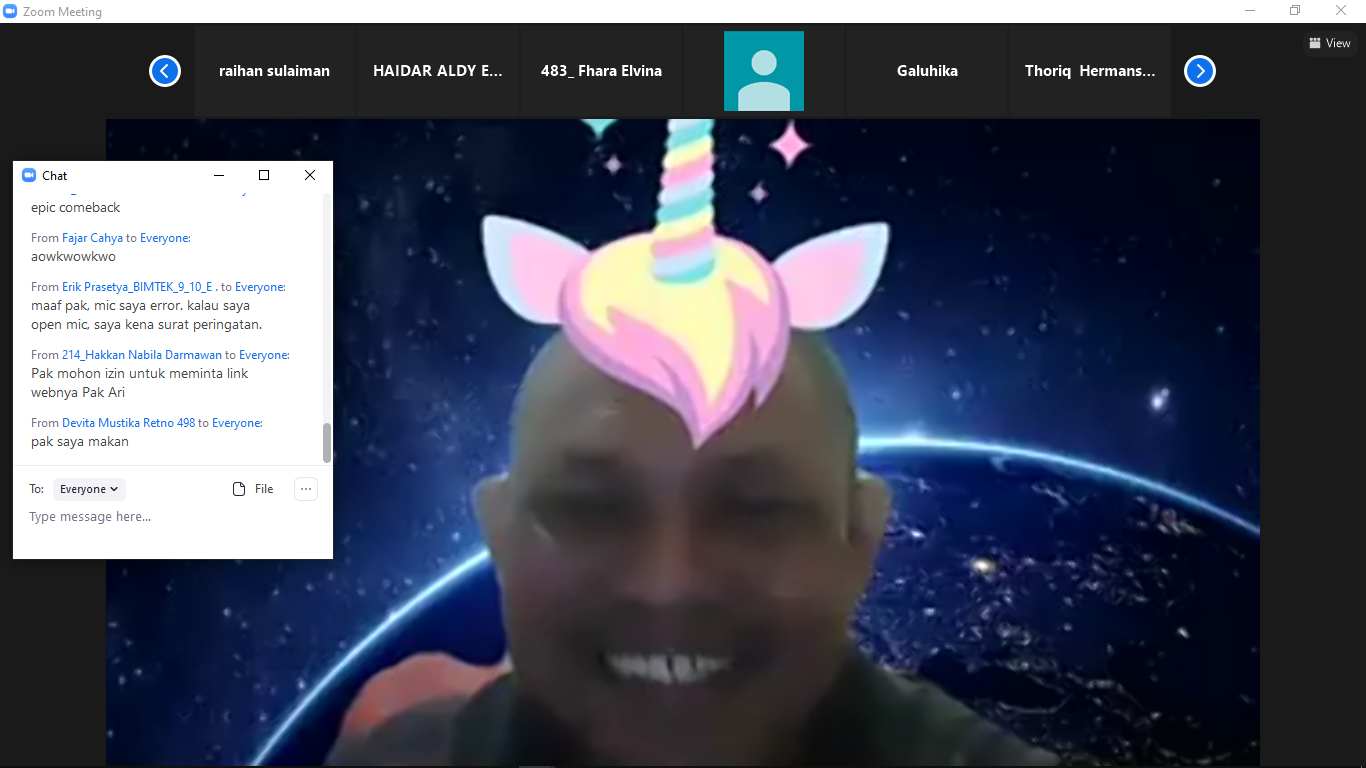 Zoom Meeting
View
raihan sulaiman
HAIDAR ALDY E...
483_ Fhara Elvina
Galuhika
Thoriq Hermans...
Chat
epic comeback
From Fajar Cahya to Everyone:
aowkwowkwo
From Erik Prasetya_BIMTEK_9_10_E . to Everyone:
maaf pak, mic saya error. kalau saya
open mic, saya kena surat peringatan.
From 214_Hakkan Nabila Darmawan to Everyone:
Pak mohon izin untuk meminta link
webnya Pak Ari
From Devita Mustika Retno 498 to Everyone:
pak saya makan
To: Everyone
File
Type message here...